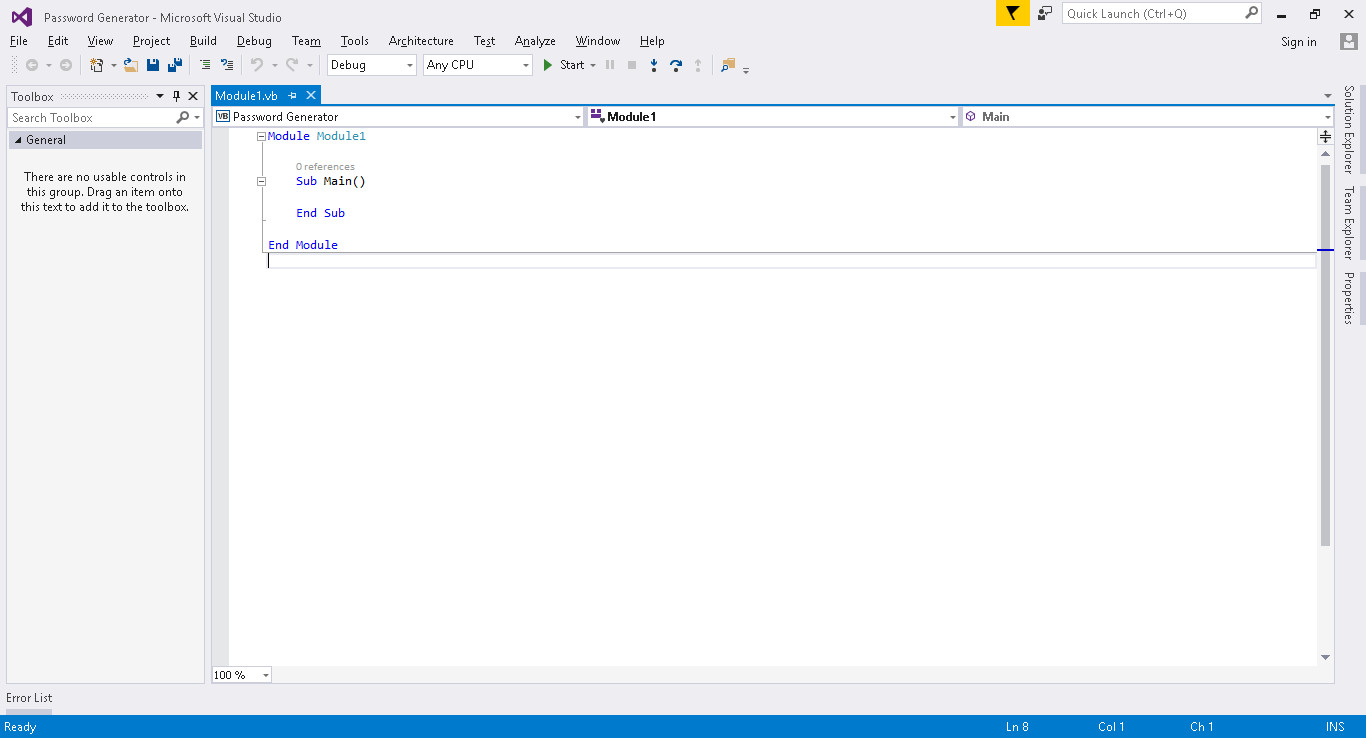 Password Generator - Microsoft Visual Studio
Quick Launch (Ctrl+Q)
File Edit View Project Build Debug Team Tools Architecture Test Analyze Window Help
Sign in
Debug Any CPU Start
Toolbox
Module1.vb
Search Toolbox
VB Password Generator Module1 Main
General
There are no usable controls in
this group. Drag an item onto
this text to add it to the toolbox.
Module Module1
0 references
Sub Main()
End Sub
End Module
Solution Explorer
Team Explorer
Properties
100 %
Error List
Ready Ln 8 Col 1 Ch 1 INS